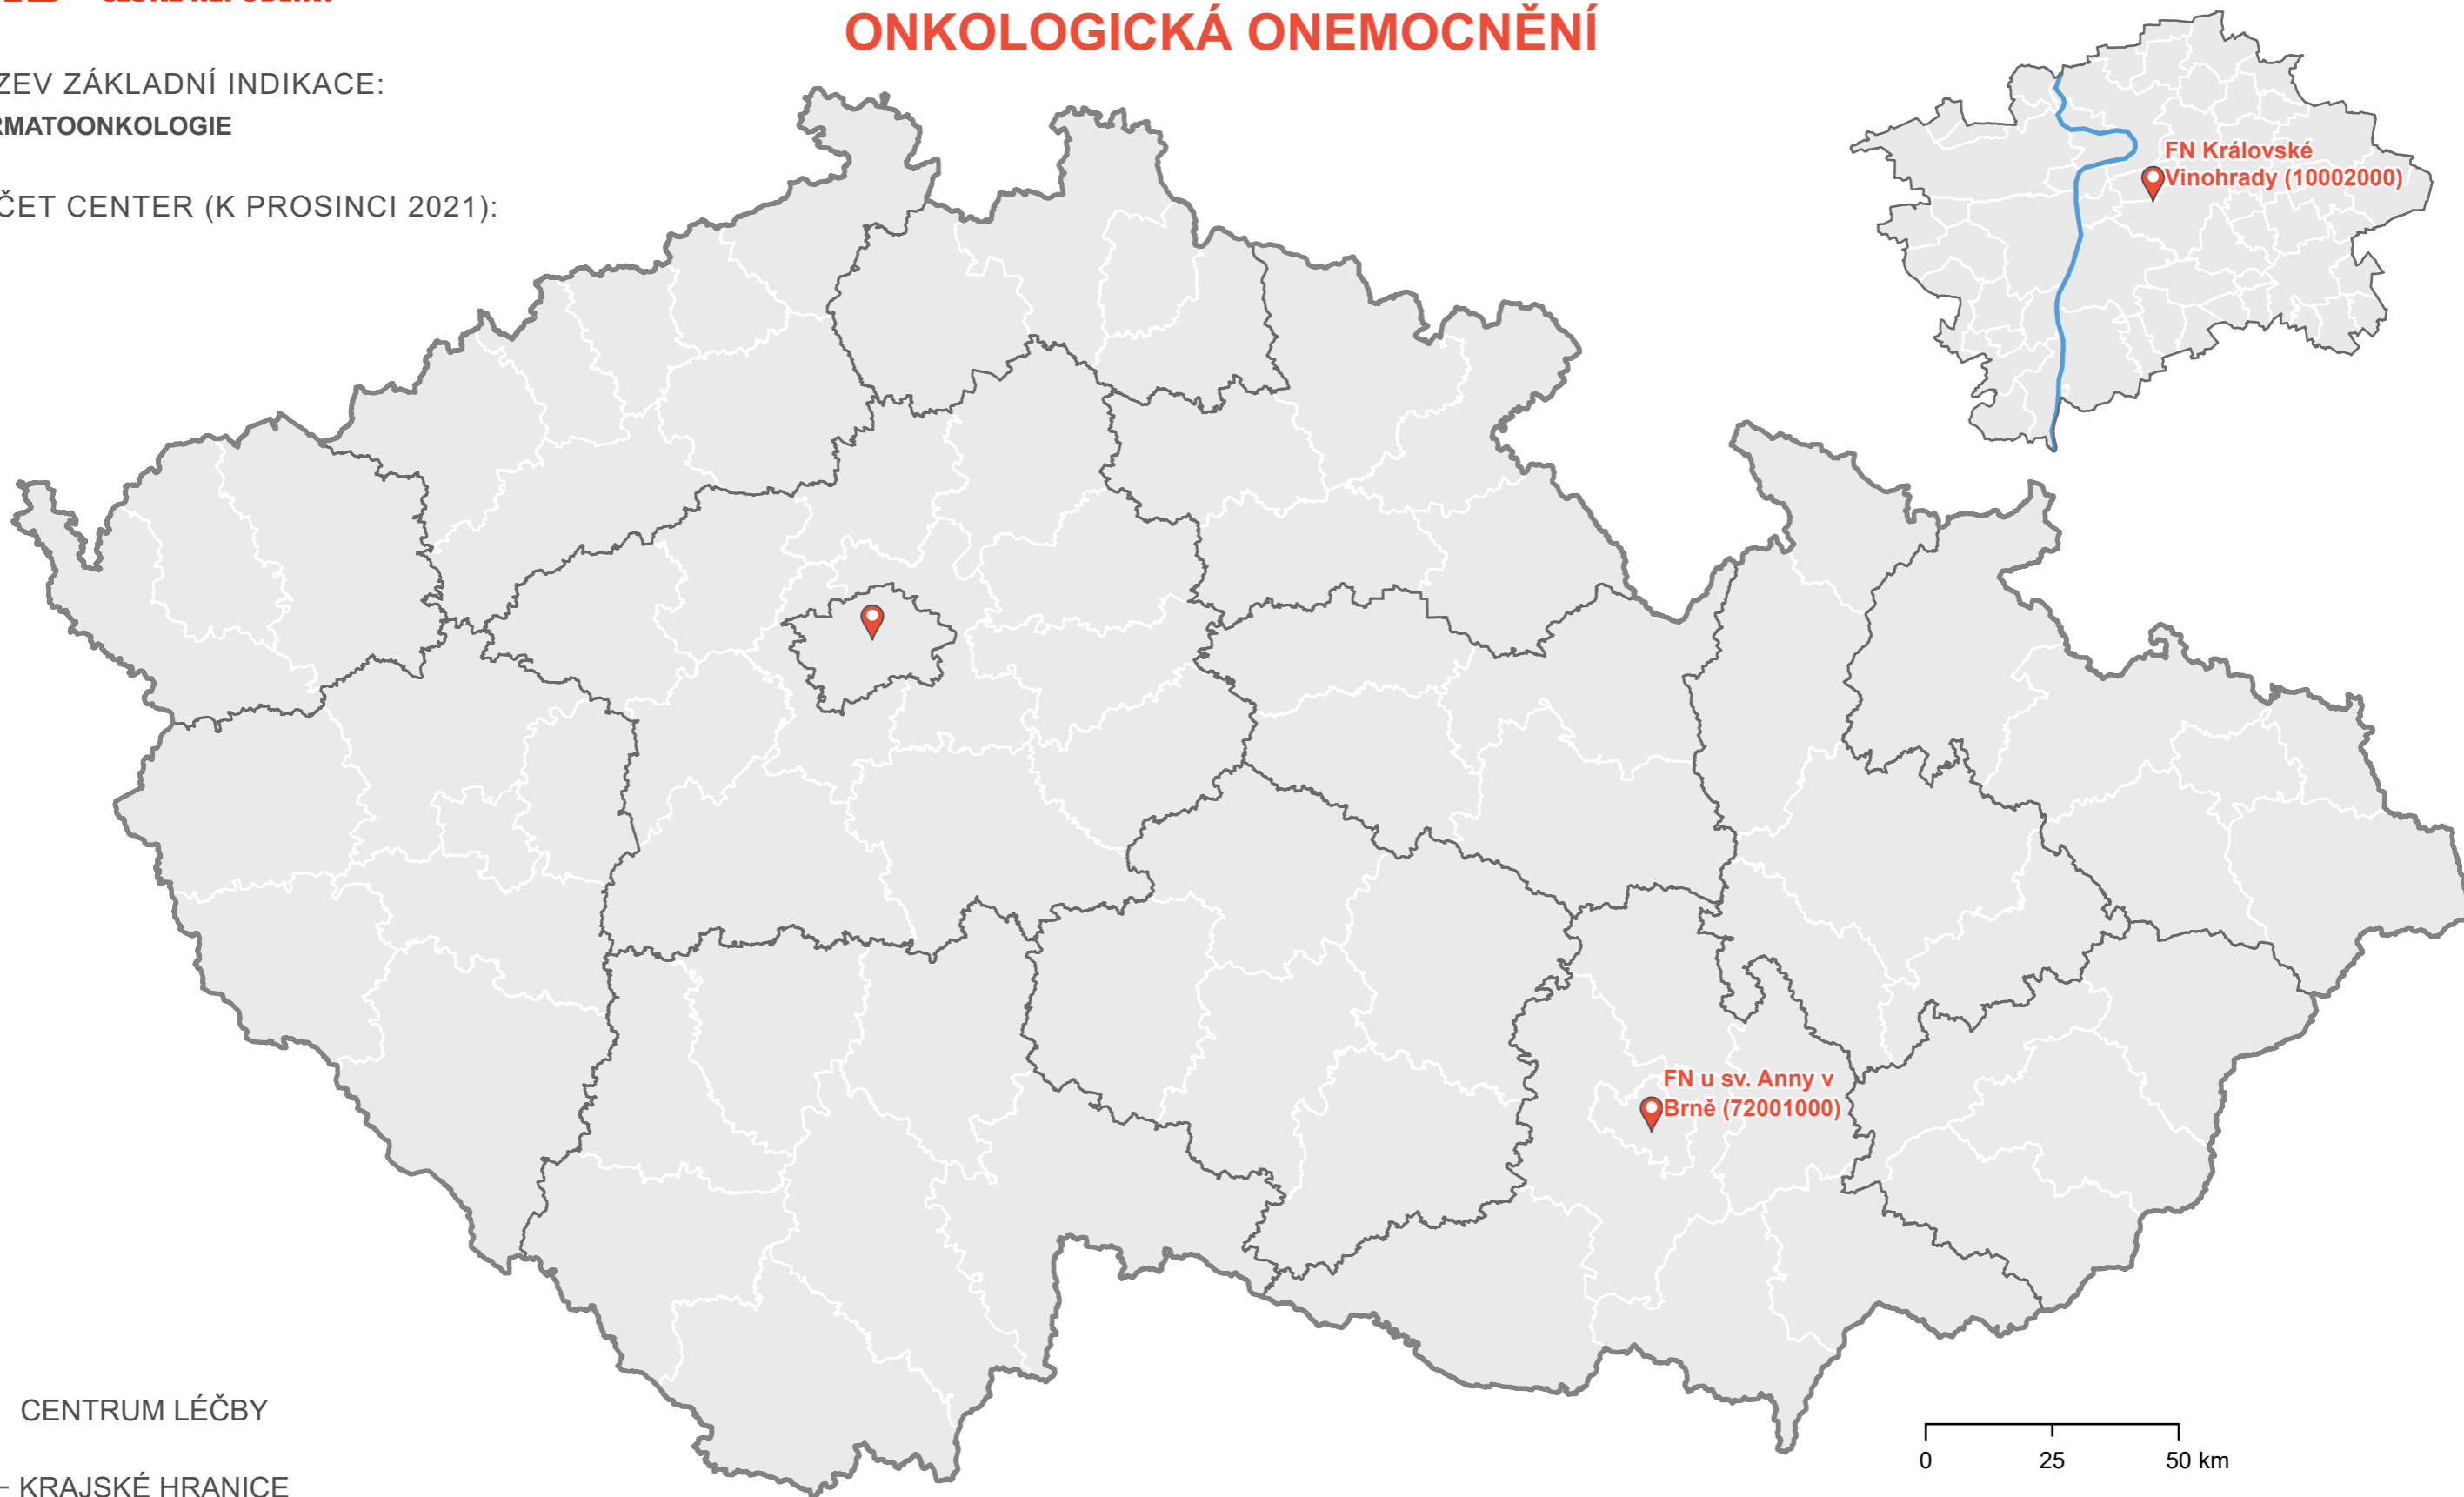 ONKOLOGICKÁ ONEMOCNĚNÍ
ZEV ZÁKLADNÍ INDIKACE:
RMATOONKOLOGIE
ČET CENTER (K PROSINCI 2021):
FN Královské
Vinohrady (10002000)
FN u sv. Anny v
Brně (72001000)
CENTRUM LÉČBY
KRAJSKÉ HRANICE
0 25 50 km